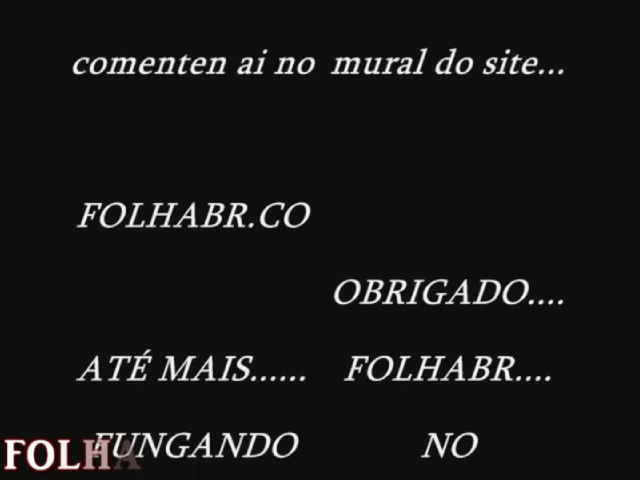 comenten ai no mural do site...
FOLHABR.CO
OBRIGADO....
ATÉ MAIS...... FOLHABR....
FUNGANDO NO
FOLHA